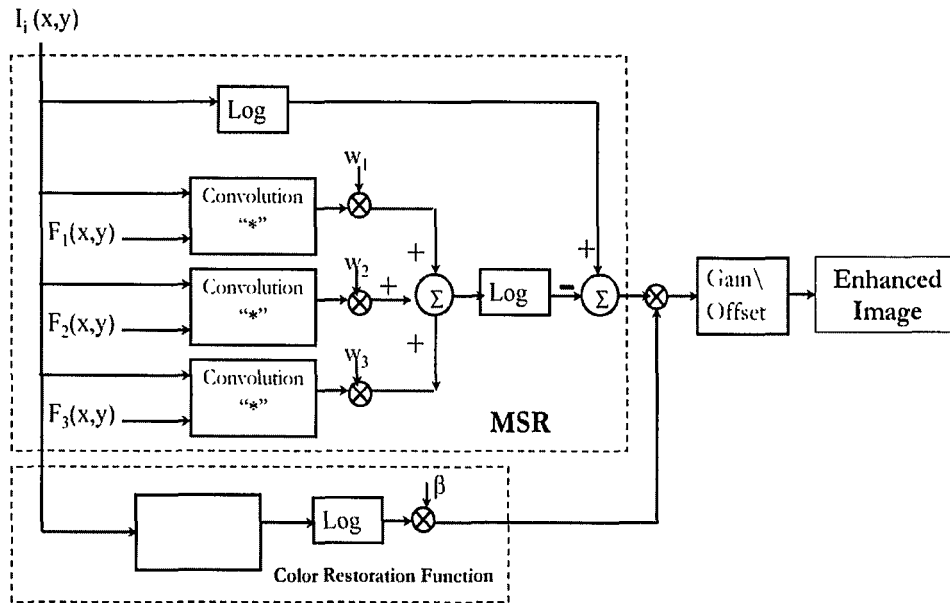 I_i (x,y)
Log
w_1
Convolution
“*”
F_1(x,y)
+
w_2
Convolution
“*”
+
Σ
Log
-
+
Σ
Gain\
Offset
Enhanced
Image
F_2(x,y)
+
w_3
Convolution
“*”
F_3(x,y)
MSR
β
Log
Color Restoration Function